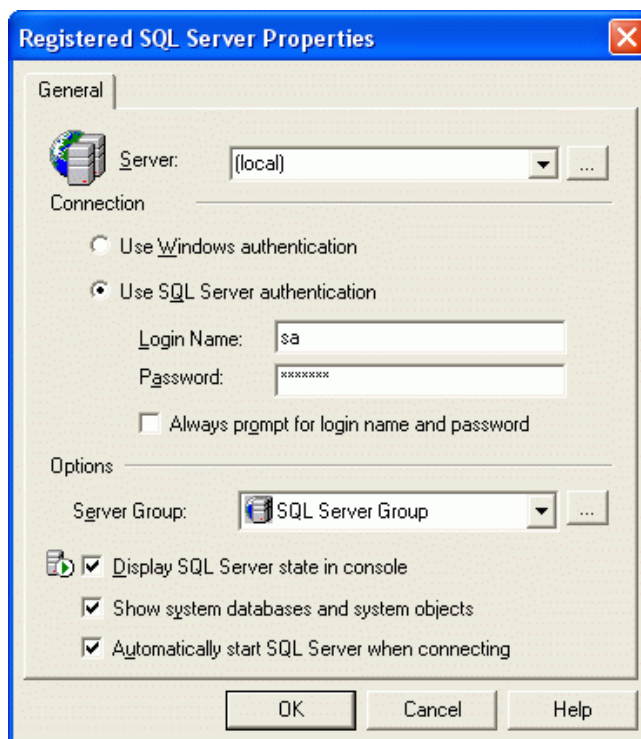 Registered SQL Server Properties
General
Server: (local) ...
Connection
Use Windows authentication
Use SQL Server authentication
Login Name: sa
Password: *******
Always prompt for login name and password
Options
Server Group: SQL Server Group ...
Display SQL Server state in console
Show system databases and system objects
Automatically start SQL Server when connecting
OK Cancel Help